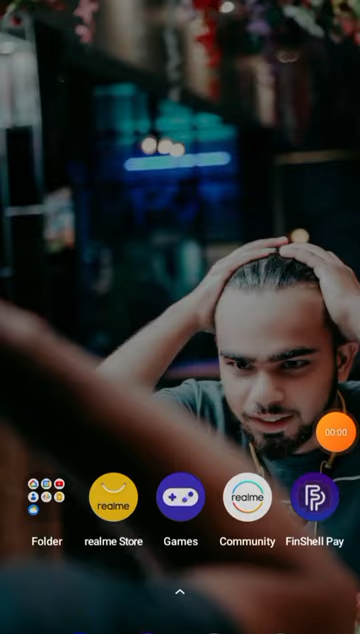 00:00
realme
realme
Folder
realme Store
Games
Community
FinShell Pay